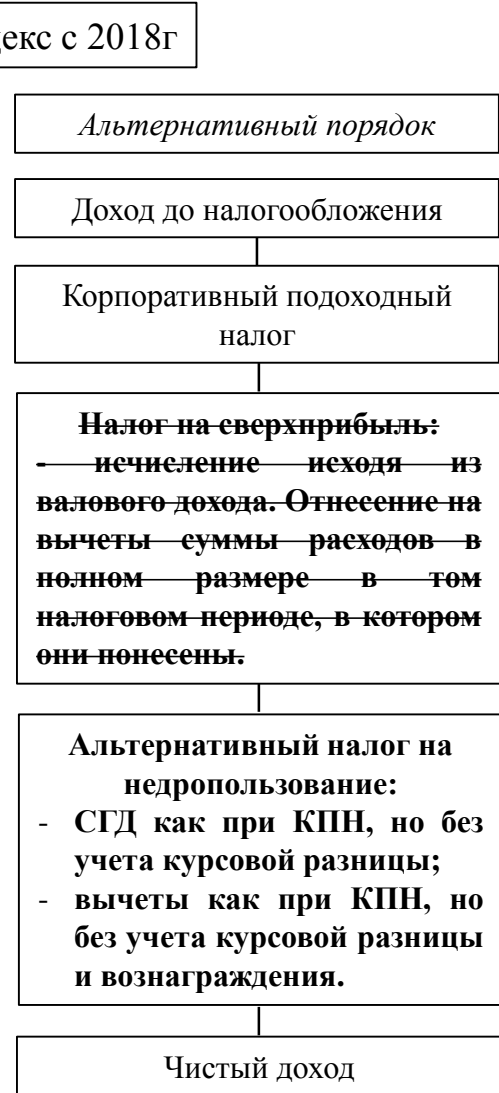 декс с 2018г
Альтернативный порядок
Доход до налогообложения
Корпоративный подоходный
налог
Налог на сверхприбыль:
- исчисление исходя из
валового дохода. Отнесение на
вычеты суммы расходов в
полном размере в том
налоговом периоде, в котором
они понесены.
Альтернативный налог на
недропользование:
- СГД как при КПН, но без
учета курсовой разницы;
- вычеты как при КПН, но
без учета курсовой разницы
и вознаграждения.
Чистый доход